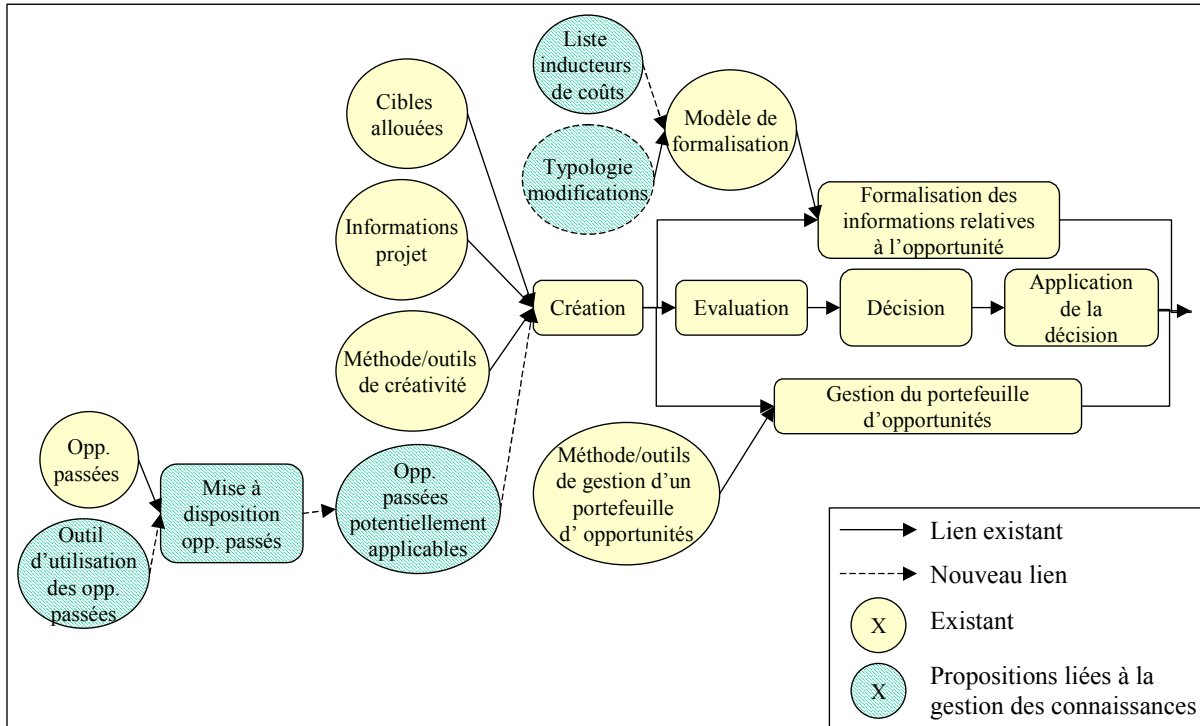 Liste
inducteurs
de coûts
Cibles
allouées
Modèle de
formalisation
Typologie
modifications
Formalisation des
informations relatives
à l’opportunité
Informations
projet
Création
Evaluation
Décision
Application
de la
décision
Méthode/outils
de créativité
Gestion du portefeuille
d’opportunités
Opp.
passées
Mise à
disposition
opp. passés
Opp.
passées
potentiellement
applicables
Méthode/outils
de gestion d’un
portefeuille
d’ opportunités
Outil
d’utilisation
des opp.
passées
Lien existant
Nouveau lien
X
Existant
X
Propositions liées à la
gestion des connaissances